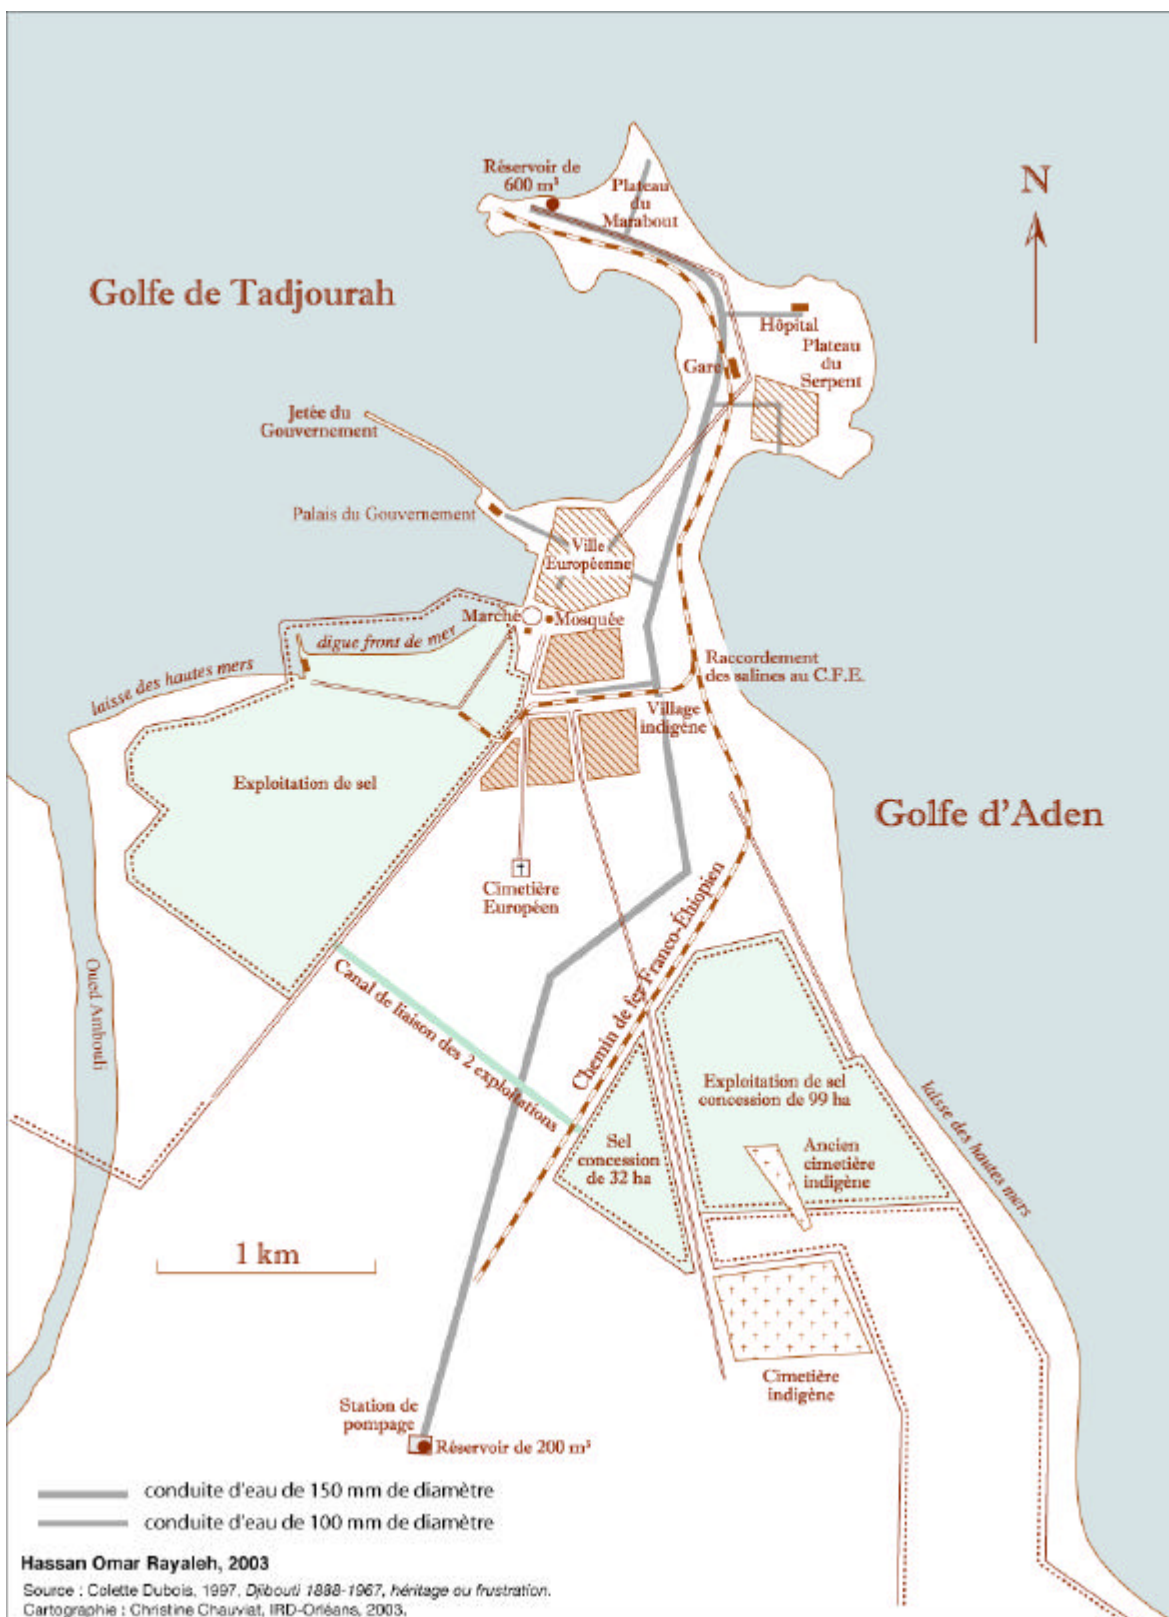 Réservoir de
600 m³
Plateau
du
Marabout
N
Golfe de Tadjourah
Hôpital
Plateau
du
Serpent
Gare
Jetée du
Gouvernement
Palais du Gouvernement
Ville
Européenne
Marché
Mosquée
digue front de mer
laisse des hautes mers
Raccordement
des salines au C.F.E.
Village
indigène
Exploitation de sel
Golfe d'Aden
Cimetière
Européen
Chemin de fer Franco-Éthiopien
Oued Ambouli
Canal de liaison des 2 exploitations
Exploitation de sel
concession de 99 ha
laisse des hautes mers
Sel
concession
de 32 ha
Ancien
cimetière
indigène
1 km
Cimetière
indigène
Station de
pompage
Réservoir de 200 m³
conduite d'eau de 150 mm de diamètre
conduite d'eau de 100 mm de diamètre
Hassan Omar Rayaleh, 2003
Source : Colette Dubois, 1997, Djibouti 1888-1967, héritage ou frustration.
Cartographie : Christine Chauviat, IRD-Orléans, 2003.